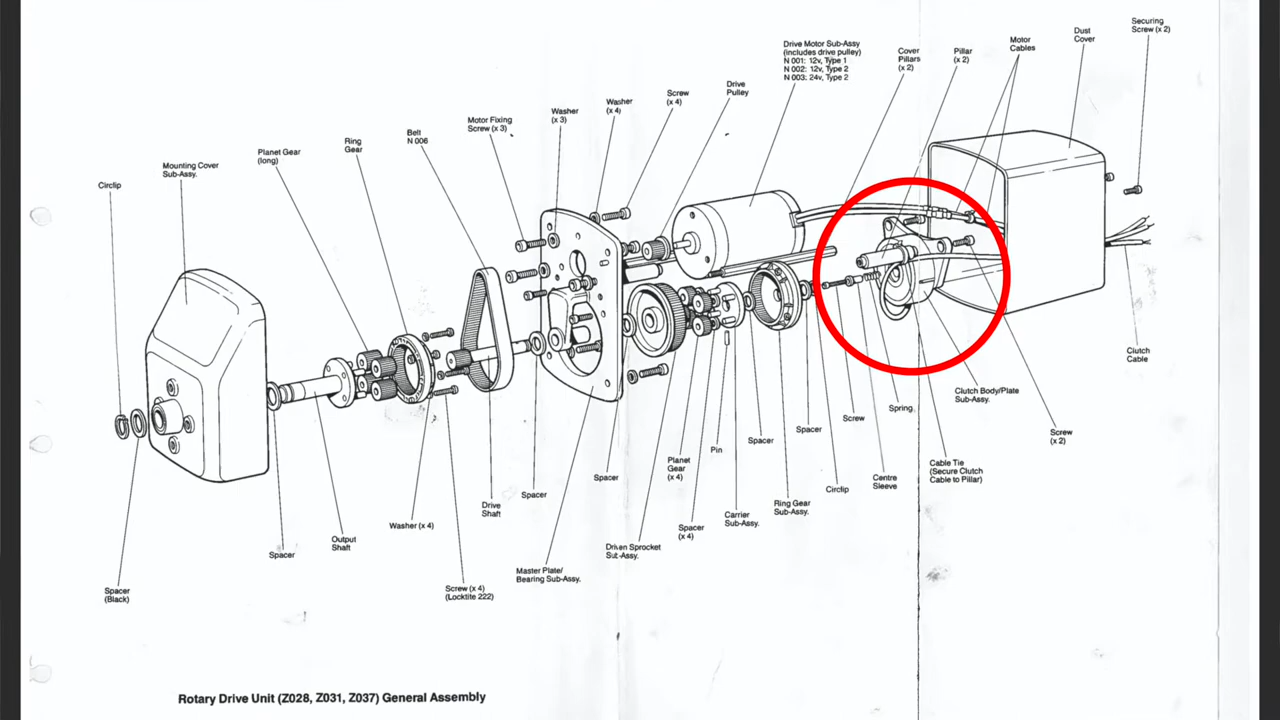 Securing
Screw (x 2)
Dust
Cover
Motor
Cables
Pillar
(x 2)
Cover
Pillars
(x 2)
Drive Motor Sub-Assy
(includes drive pulley)
N 001: 12v, Type 1
N 002: 12v, Type 2
N 003: 24v, Type 2
Drive
Pulley
Screw
(x 4)
Washer
(x 4)
Washer
(x 3)
Motor Fixing
Screw (x 3)
Belt
N 006
Ring
Gear
Planet Gear
(long)
Mounting Cover
Sub-Assy.
Circlip
Clutch
Cable
Clutch Body/Plate
Sub-Assy.
Screw
(x 2)
Spring
Screw
Cable Tie
(Secure Clutch
Cable to Pillar)
Centre
Sleeve
Circlip
Spacer
Ring Gear
Sub-Assy.
Spacer
Carrier
Sub-Assy.
Pin
Spacer
(x 4)
Planet
Gear
(x 4)
Driven Sprocket
Sub-Assy.
Spacer
Master Plate/
Bearing Sub-Assy.
Spacer
Drive
Shaft
Screw (x 4)
(Locktite 222)
Washer (x 4)
Output
Shaft
Spacer
Spacer
(Black)
Rotary Drive Unit (Z028, Z031, Z037) General Assembly